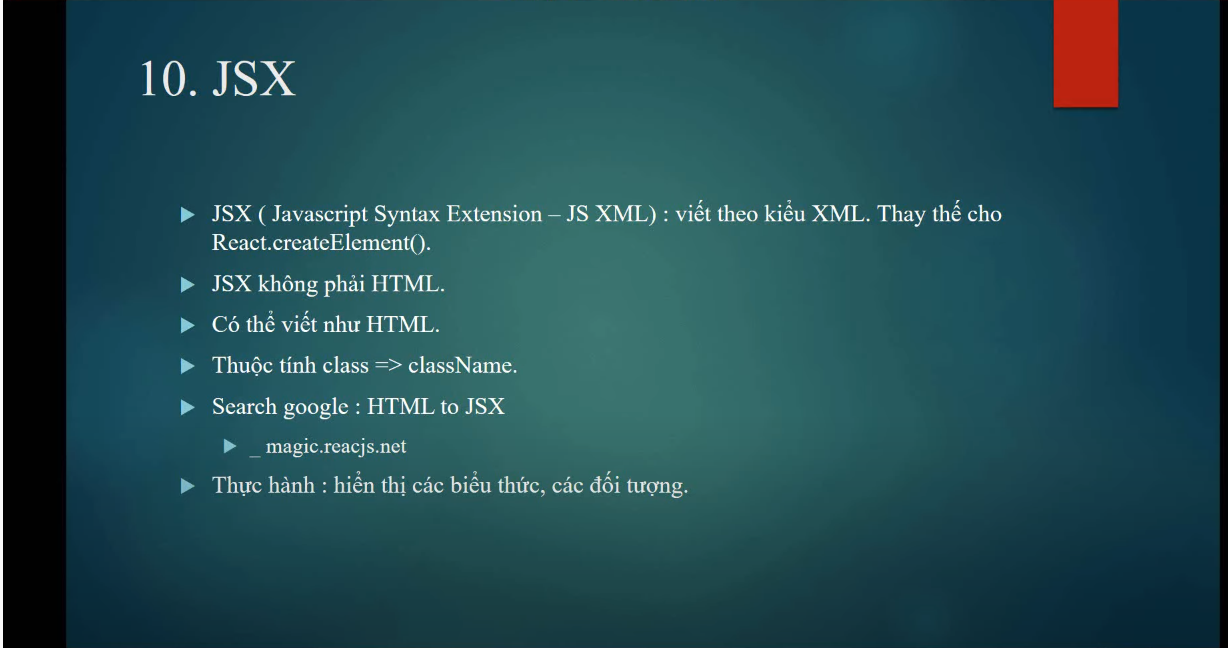 10. JSX
JSX ( Javascript Syntax Extension – JS XML) : viết theo kiểu XML. Thay thế cho
React.createElement().
JSX không phải HTML.
Có thể viết như HTML.
Thuộc tính class => className.
Search google : HTML to JSX
_ magic.reacjs.net
Thực hành : hiển thị các biểu thức, các đối tượng.